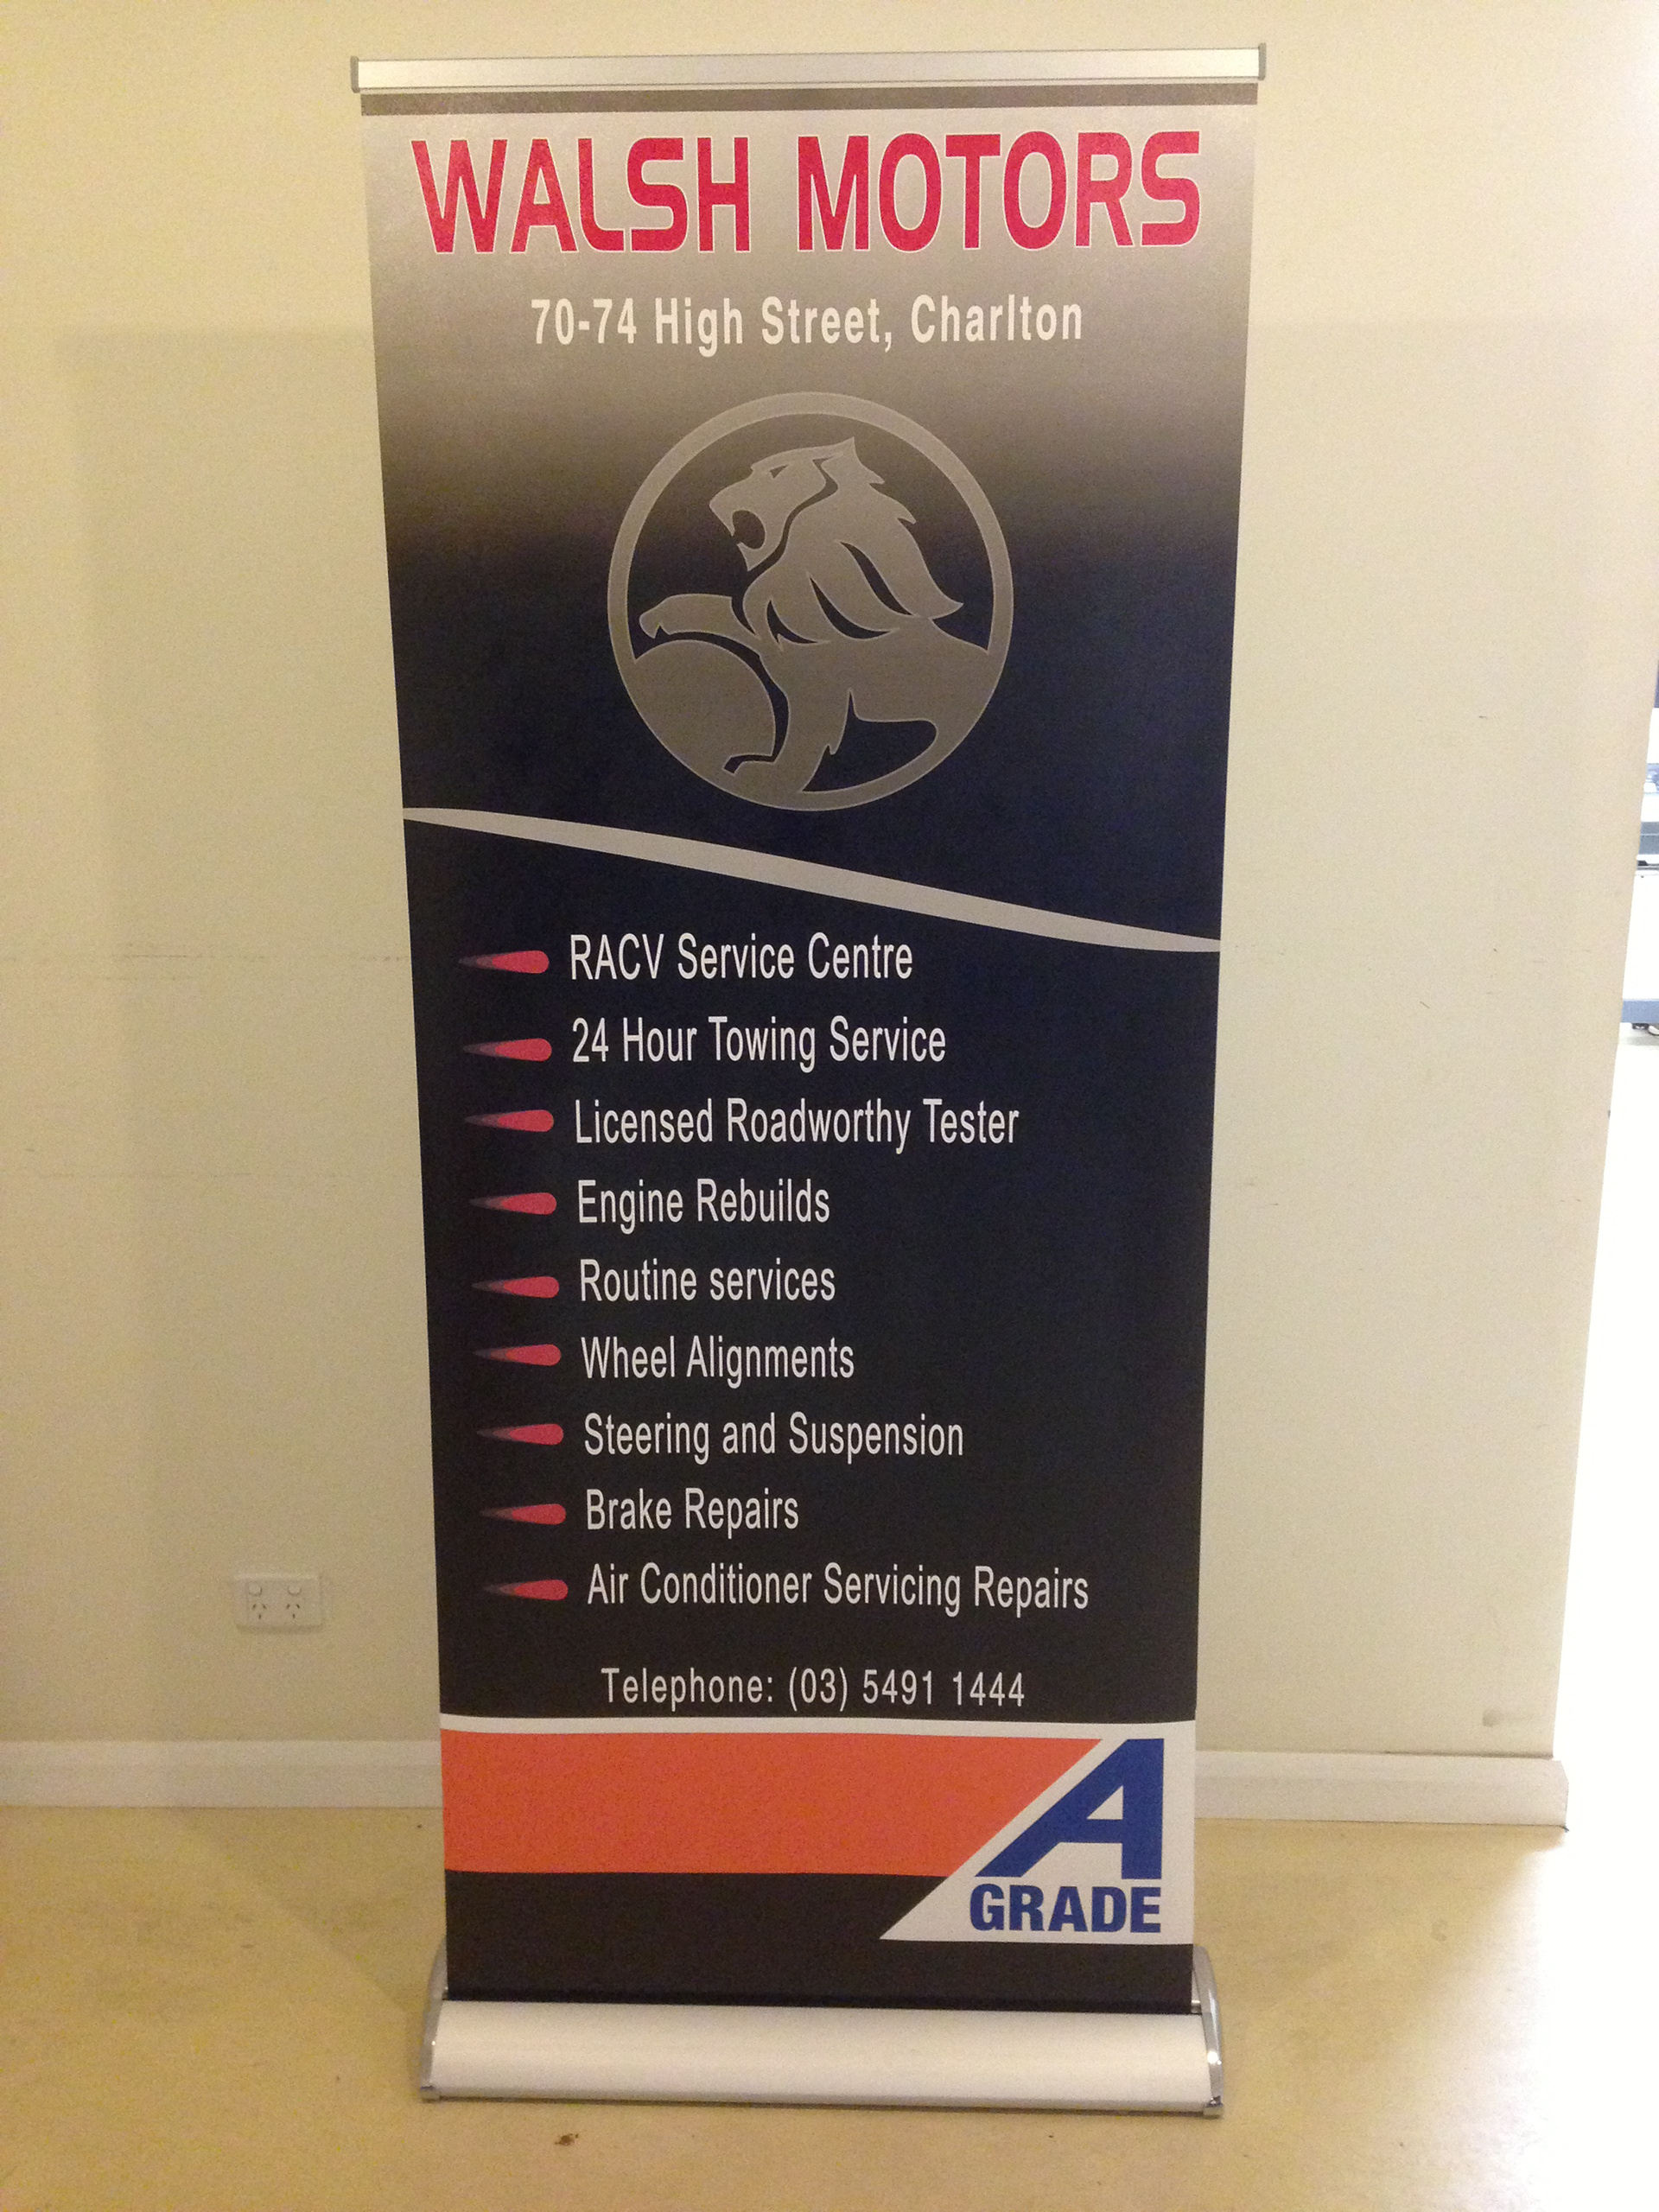 WALSH MOTORS
70-74 High Street, Charlton
RACV Service Centre
24 Hour Towing Service
Licensed Roadworthy Tester
Engine Rebuilds
Routine services
Wheel Alignments
Steering and Suspension
Brake Repairs
Air Conditioner Servicing Repairs
Telephone: (03) 5491 1444
A
GRADE